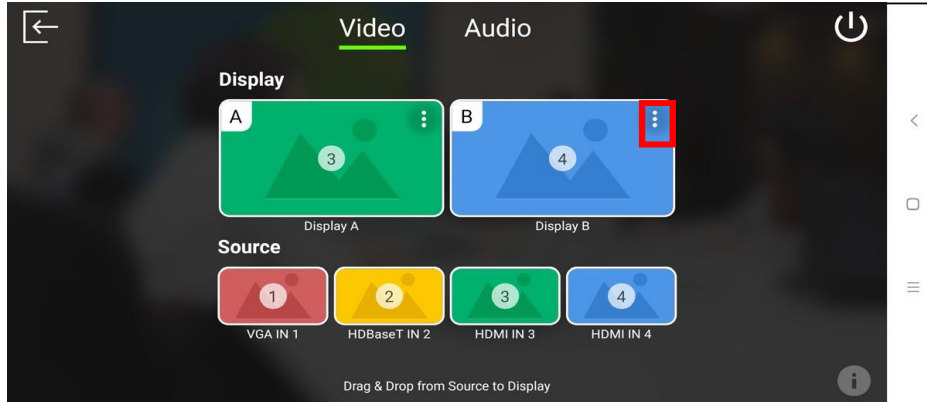 Video Audio
Display
A 3 B 4
Display A Display B
Source
1 2 3 4
VGA IN 1 HDBaseT IN 2 HDMI IN 3 HDMI IN 4
Drag & Drop from Source to Display
i